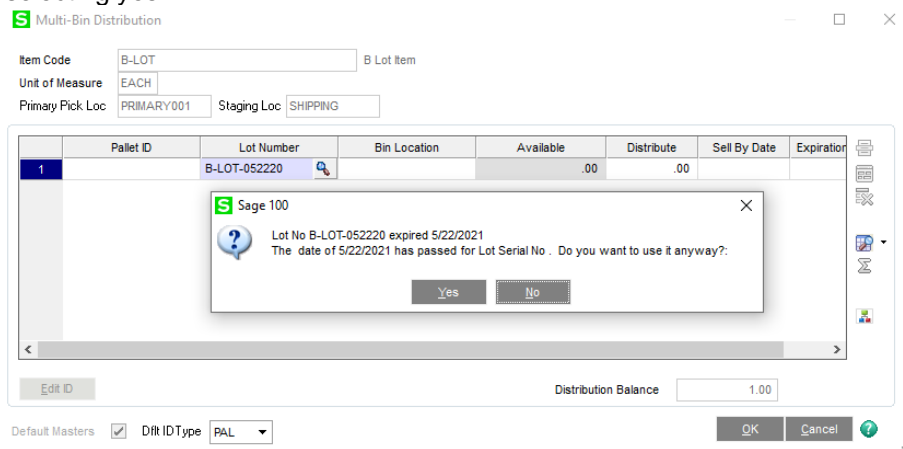 Multi-Bin Distribution
Item Code B-LOT B Lot Item
Unit of Measure EACH
Primary Pick Loc PRIMARY001 Staging Loc SHIPPING
Pallet ID Lot Number Bin Location Available Distribute Sell By Date Expiration
1 B-LOT-052220 .00 .00
Sage 100
Lot No B-LOT-052220 expired 5/22/2021
The date of 5/22/2021 has passed for Lot Serial No . Do you want to use it anyway?:
Yes No
Edit ID Distribution Balance 1.00
Default Masters Dflt ID Type PAL OK Cancel